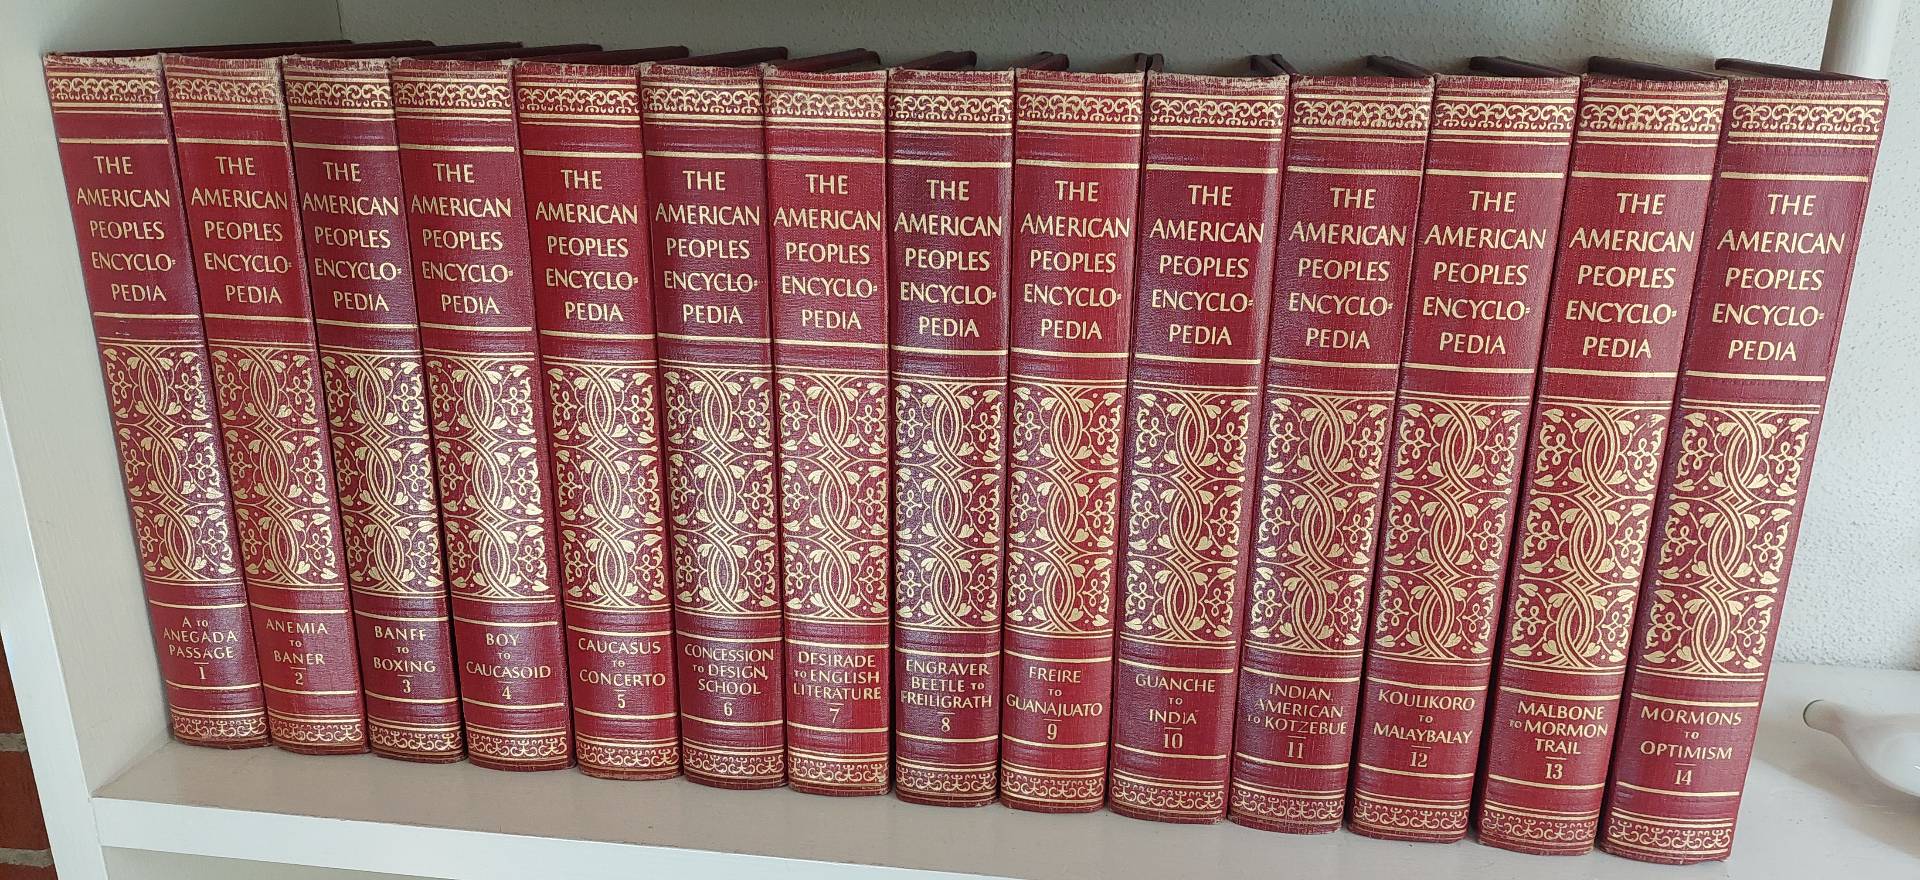 THE
AMERICAN
PEOPLES
ENCYCLO=
PEDIA
A TO
ANEGADA
PASSAGE
1
THE
AMERICAN
PEOPLES
ENCYCLO=
PEDIA
ANEMIA
TO
BANER
2
THE
AMERICAN
PEOPLES
ENCYCLO=
PEDIA
BANFF
TO
BOXING
3
THE
AMERICAN
PEOPLES
ENCYCLO=
PEDIA
BOY
TO
CAUCASOID
4
THE
AMERICAN
PEOPLES
ENCYCLO=
PEDIA
CAUCASUS
TO
CONCERTO
5
THE
AMERICAN
PEOPLES
ENCYCLO=
PEDIA
CONCESSION
TO DESIGN,
SCHOOL
6
THE
AMERICAN
PEOPLES
ENCYCLO=
PEDIA
DESIRADE
TO ENGLISH
LITERATURE
7
THE
AMERICAN
PEOPLES
ENCYCLO=
PEDIA
ENGRAVER
BEETLE TO
FREILIGRATH
8
THE
AMERICAN
PEOPLES
ENCYCLO=
PEDIA
FREIRE
TO
GUANAJUATO
9
THE
AMERICAN
PEOPLES
ENCYCLO=
PEDIA
GUANCHE
TO
INDIA
10
THE
AMERICAN
PEOPLES
ENCYCLO=
PEDIA
INDIAN,
AMERICAN
TO KOTZEBUE
11
THE
AMERICAN
PEOPLES
ENCYCLO=
PEDIA
KOULIKORO
TO
MALAYBALAY
12
THE
AMERICAN
PEOPLES
ENCYCLO=
PEDIA
MALBONE
TO MORMON
TRAIL
13
THE
AMERICAN
PEOPLES
ENCYCLO=
PEDIA
MORMONS
TO
OPTIMISM
14